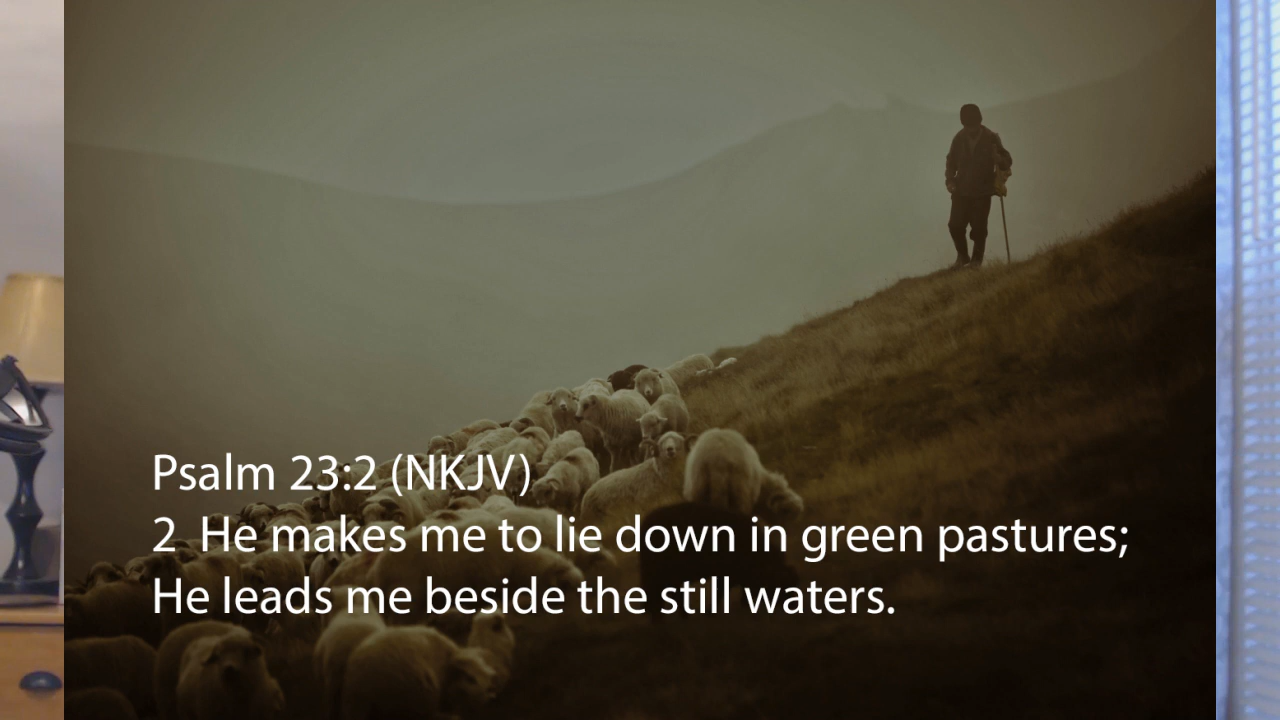 Psalm 23:2 (NKJV)
2  He makes me to lie down in green pastures;
He leads me beside the still waters.